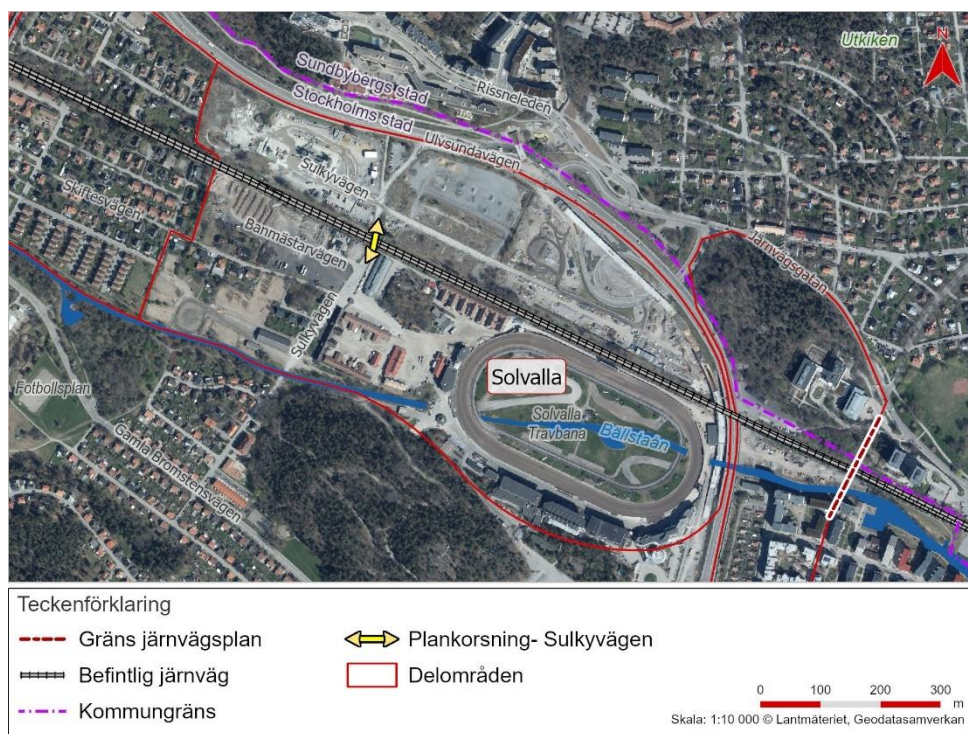 Utkiken
N
Sundbybergs stad
Stockholms stad
Rissneleden
Ulvsundavägen
Sulkyvägen
Skiftesvägen
Banmästarvägen
Järnvägsgatan
Sulkyvägen
Solvalla
Fotbollsplan
Solvalla
Travbana
Bällstaån
Gamla Bromstensvägen
Teckenförklaring
Gräns järnvägsplan
Plankorsning- Sulkyvägen
Befintlig järnväg
Delområden
Kommungräns
0 100 200 300
m
Skala: 1:10 000 © Lantmäteriet, Geodatasamverkan